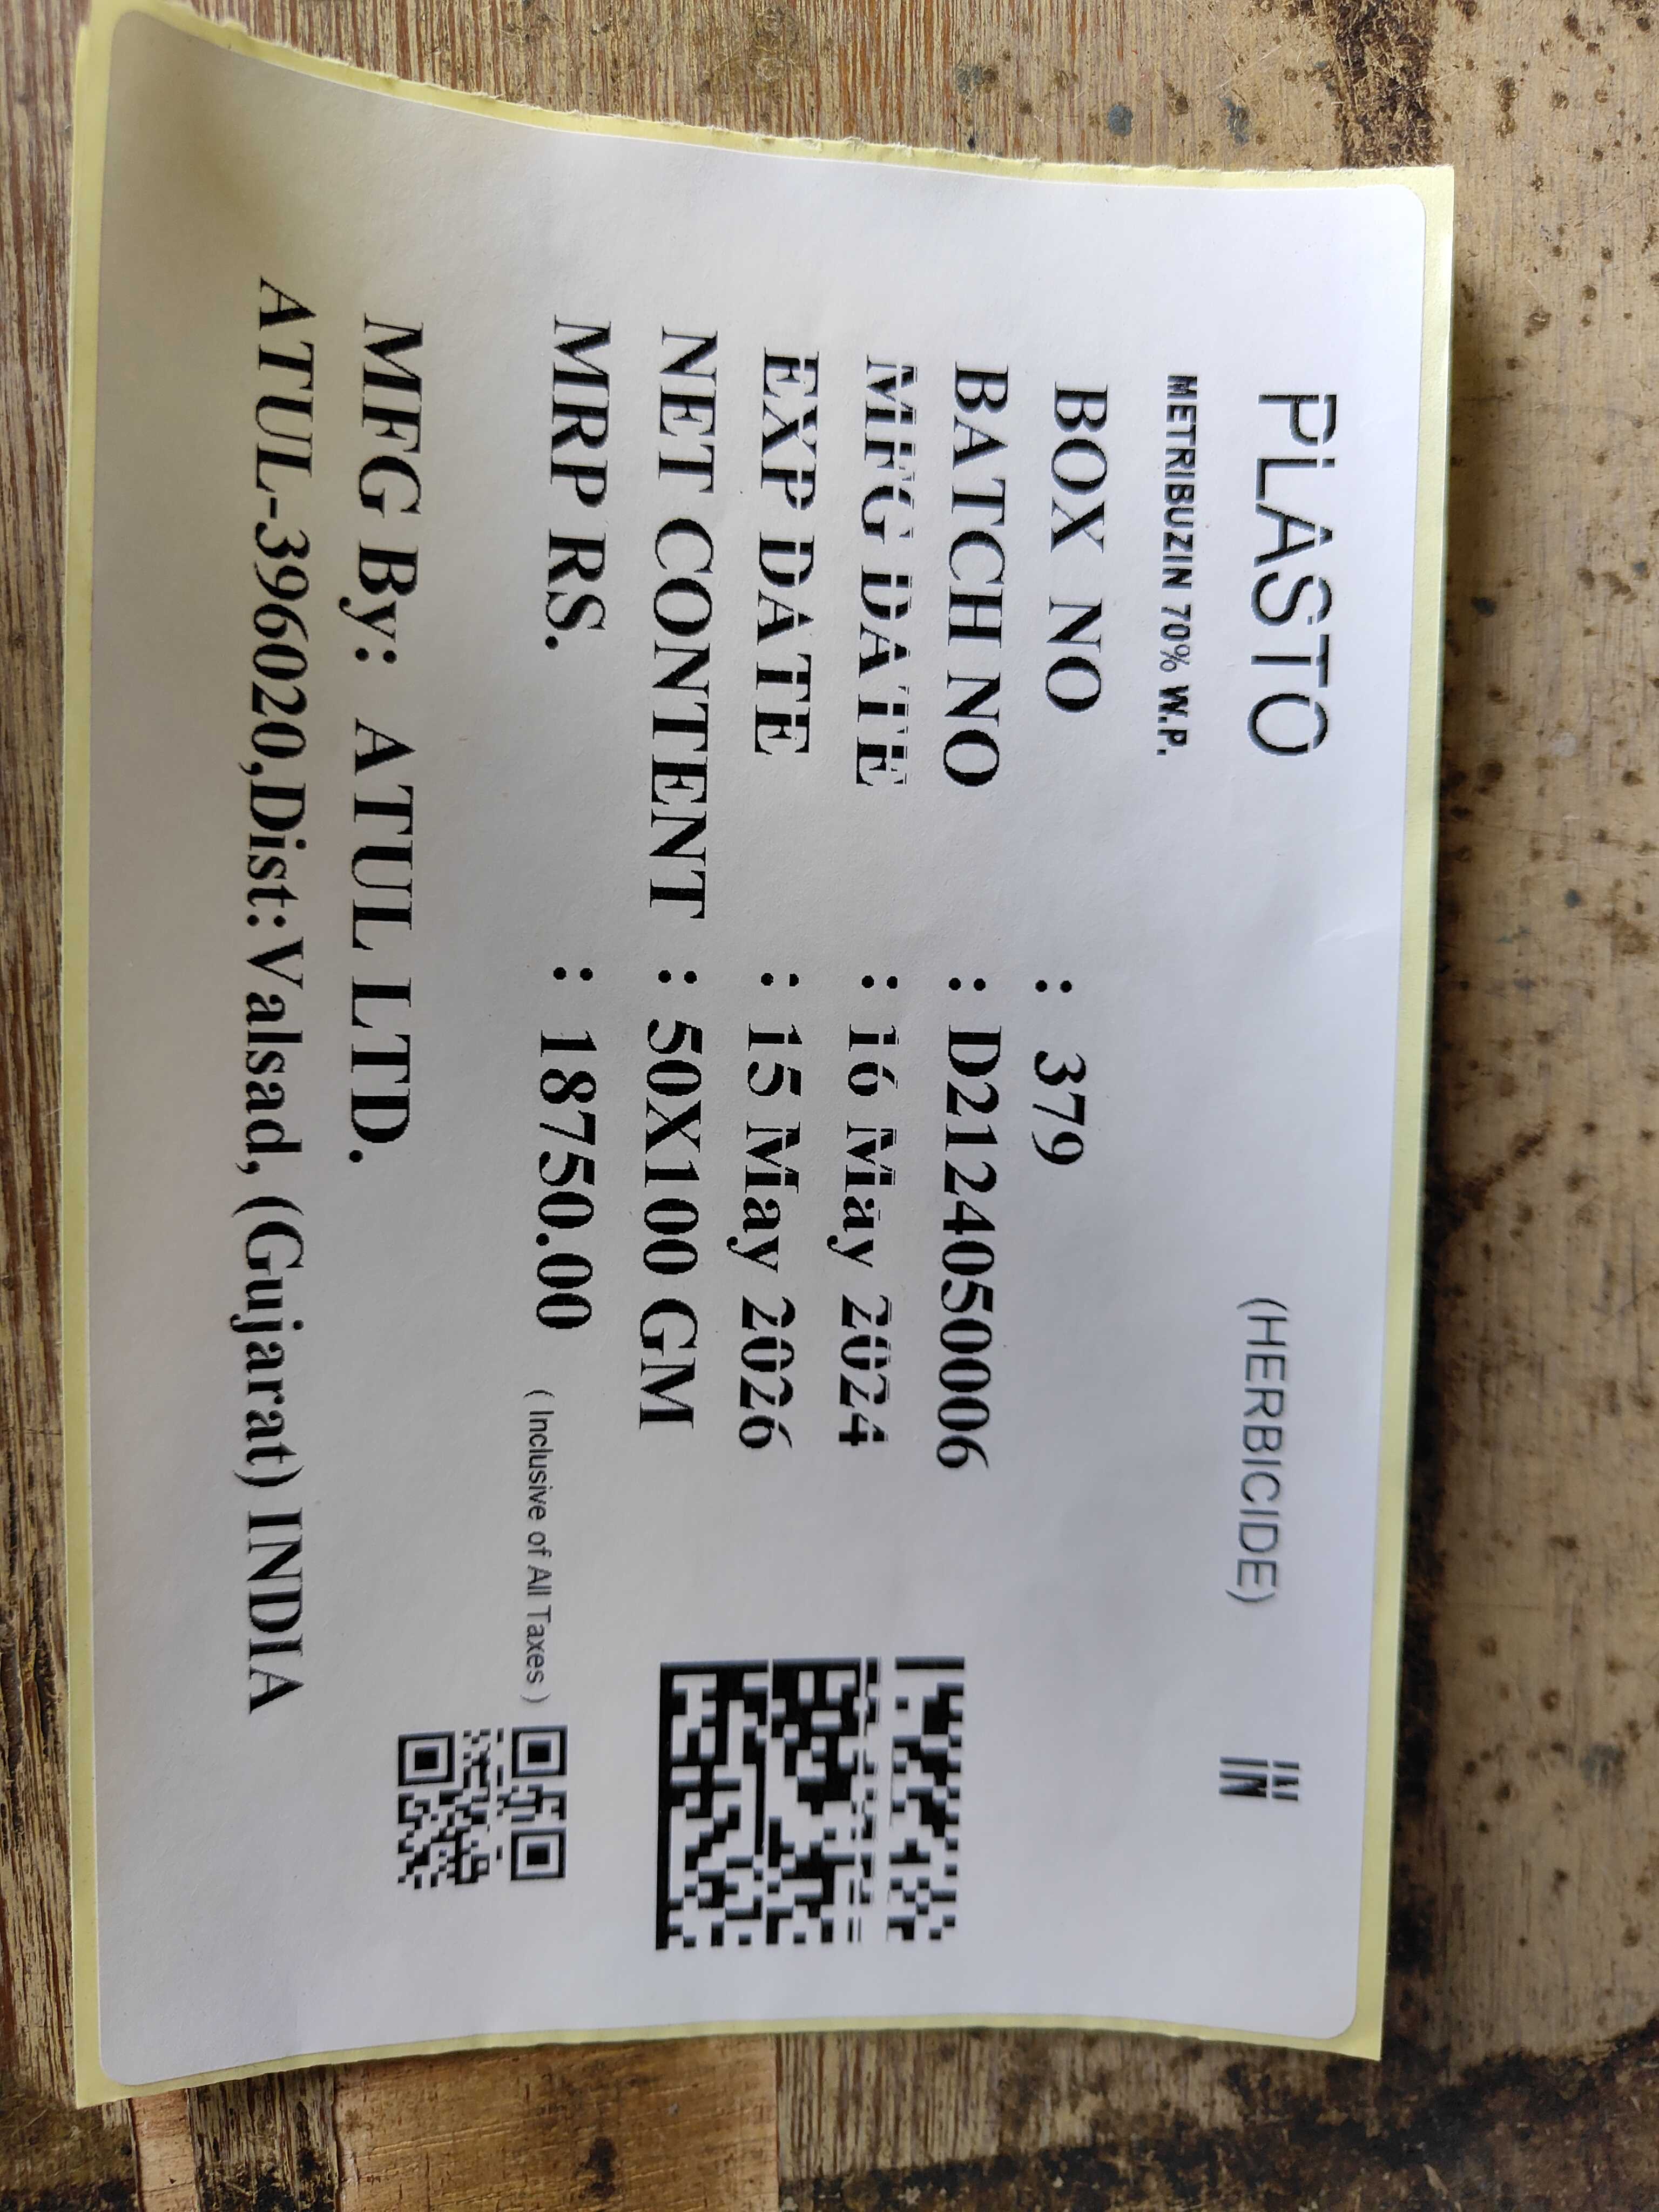 PLASTO (HERBICIDE) IN
METRIBUZIN 70% W.P.
BOX NO : 379
BATCH NO : D2124050006
MFG DATE : 16 May 2024
EXP DATE : 15 May 2026
NET CONTENT : 50X100 GM
MRP RS. : 18750.00 ( Inclusive of All Taxes )
MFG By: ATUL LTD.
ATUL-396020,Dist:Valsad, (Gujarat) INDIA